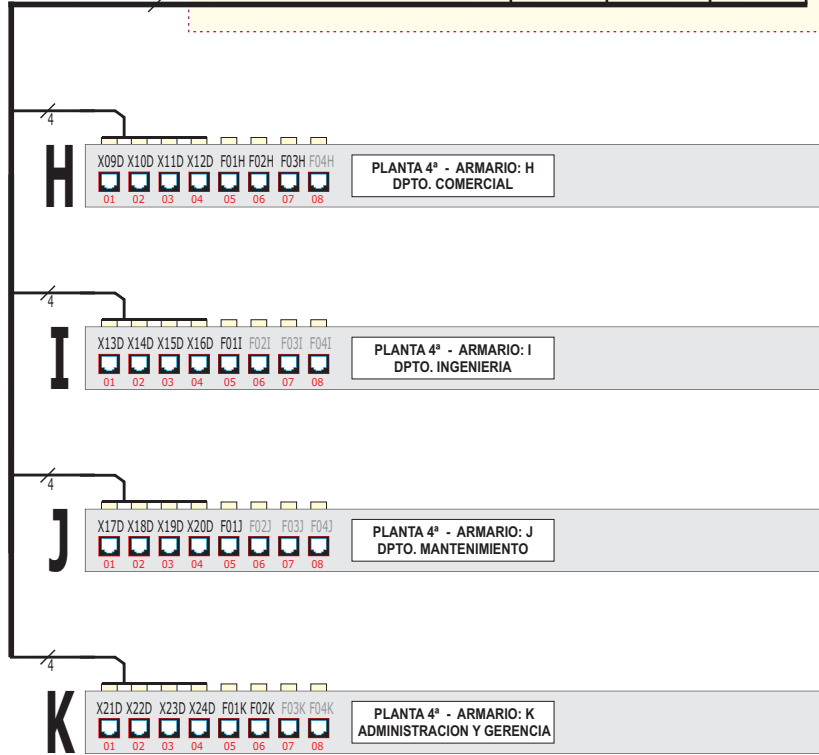 4
H
X09D X10D X11D X12D F01H F02H F03H F04H
01 02 03 04 05 06 07 08
PLANTA 4ª - ARMARIO: H
DPTO. COMERCIAL
4
I
X13D X14D X15D X16D F01I F02I F03I F04I
01 02 03 04 05 06 07 08
PLANTA 4ª - ARMARIO: I
DPTO. INGENIERIA
4
J
X17D X18D X19D X20D F01J F02J F03J F04J
01 02 03 04 05 06 07 08
PLANTA 4ª - ARMARIO: J
DPTO. MANTENIMIENTO
4
K
X21D X22D X23D X24D F01K F02K F03K F04K
01 02 03 04 05 06 07 08
PLANTA 4ª - ARMARIO: K
ADMINISTRACION Y GERENCIA